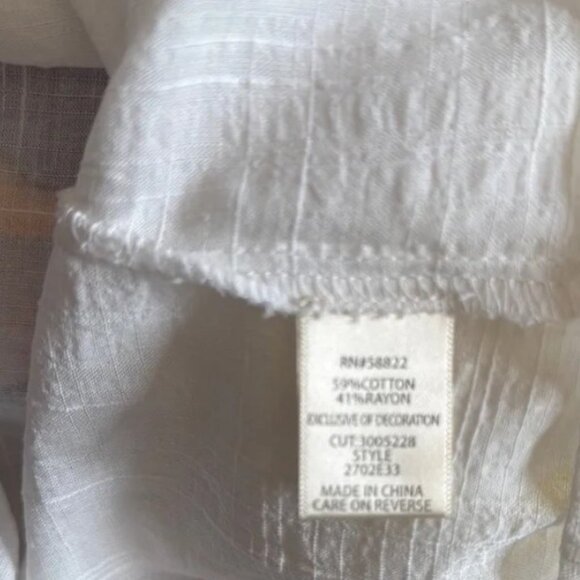 RN#58822
59%COTTON
41%RAYON
EXCLUSIVE OF DECORATION
CUT:3005228
STYLE
2702E33
MADE IN CHINA
CARE ON REVERSE